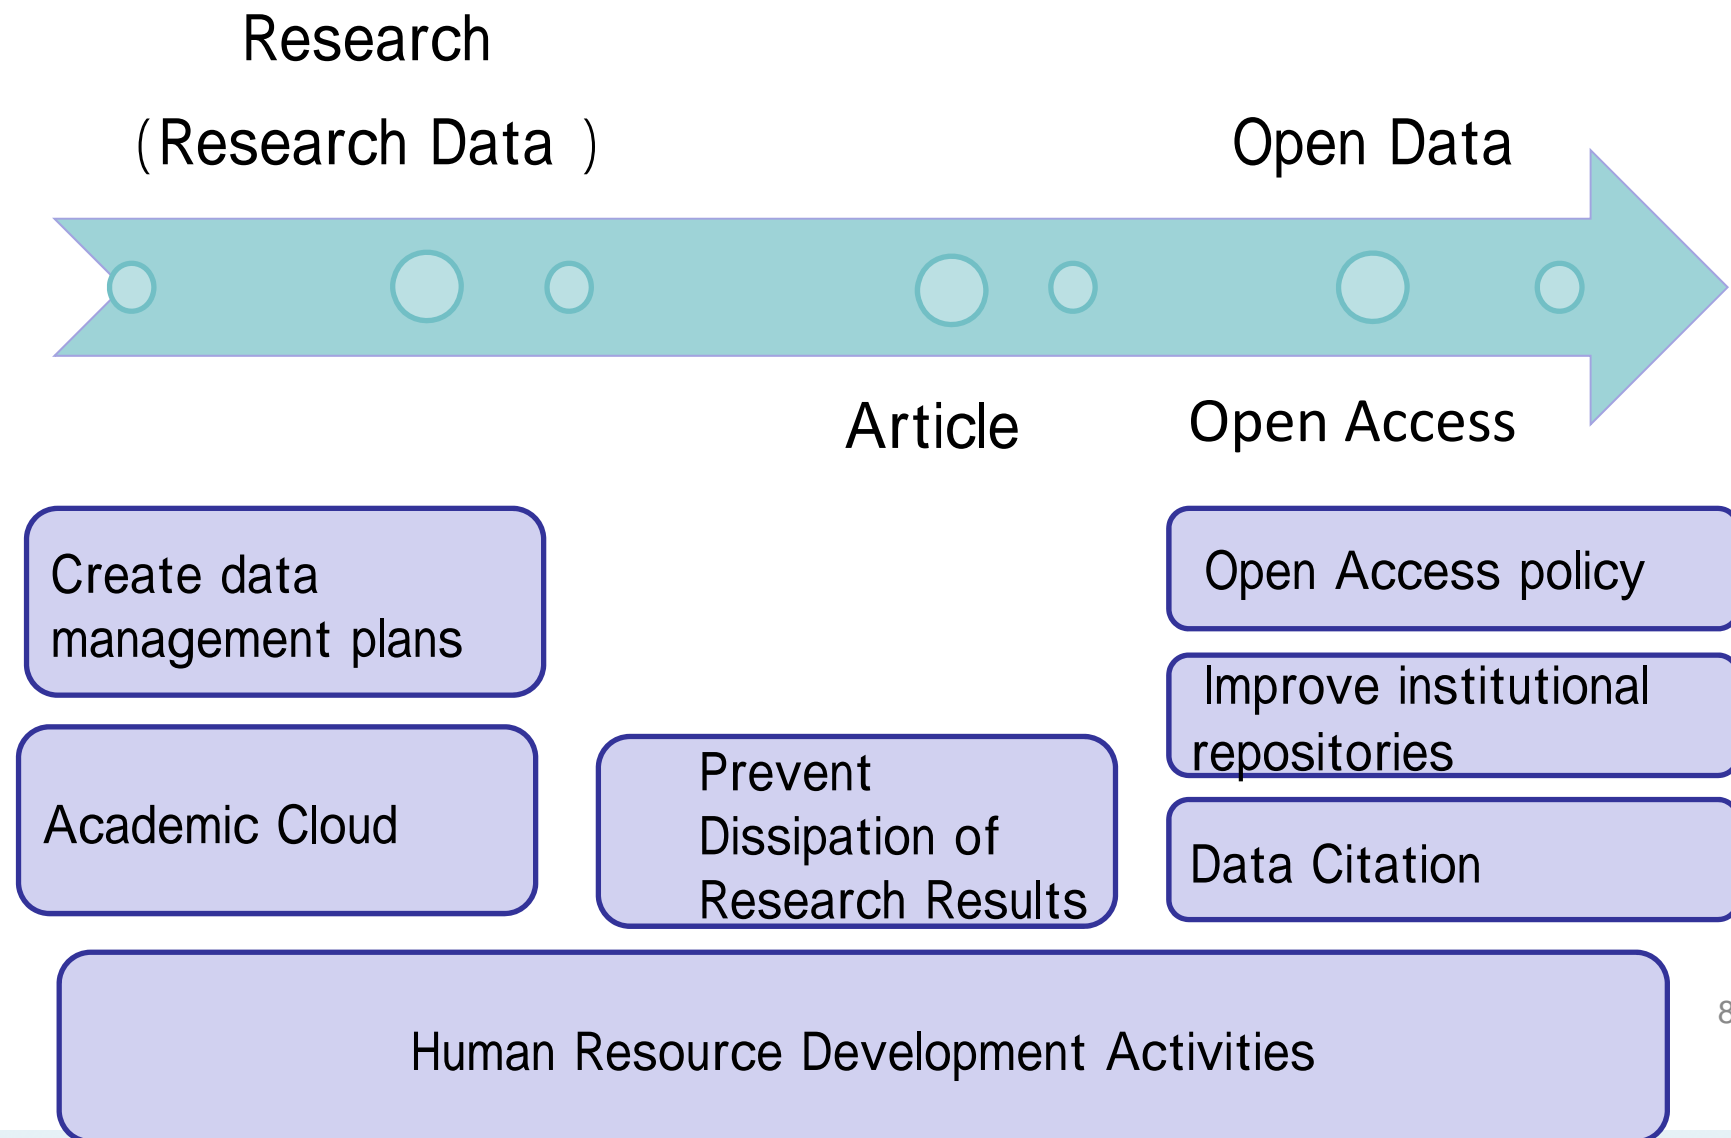 Research
(Research Data )
Open Data
Article
Open Access
Create data
management plans
Academic Cloud
Prevent
Dissipation of
Research Results
Open Access policy
Improve institutional
repositories
Data Citation
Human Resource Development Activities
8